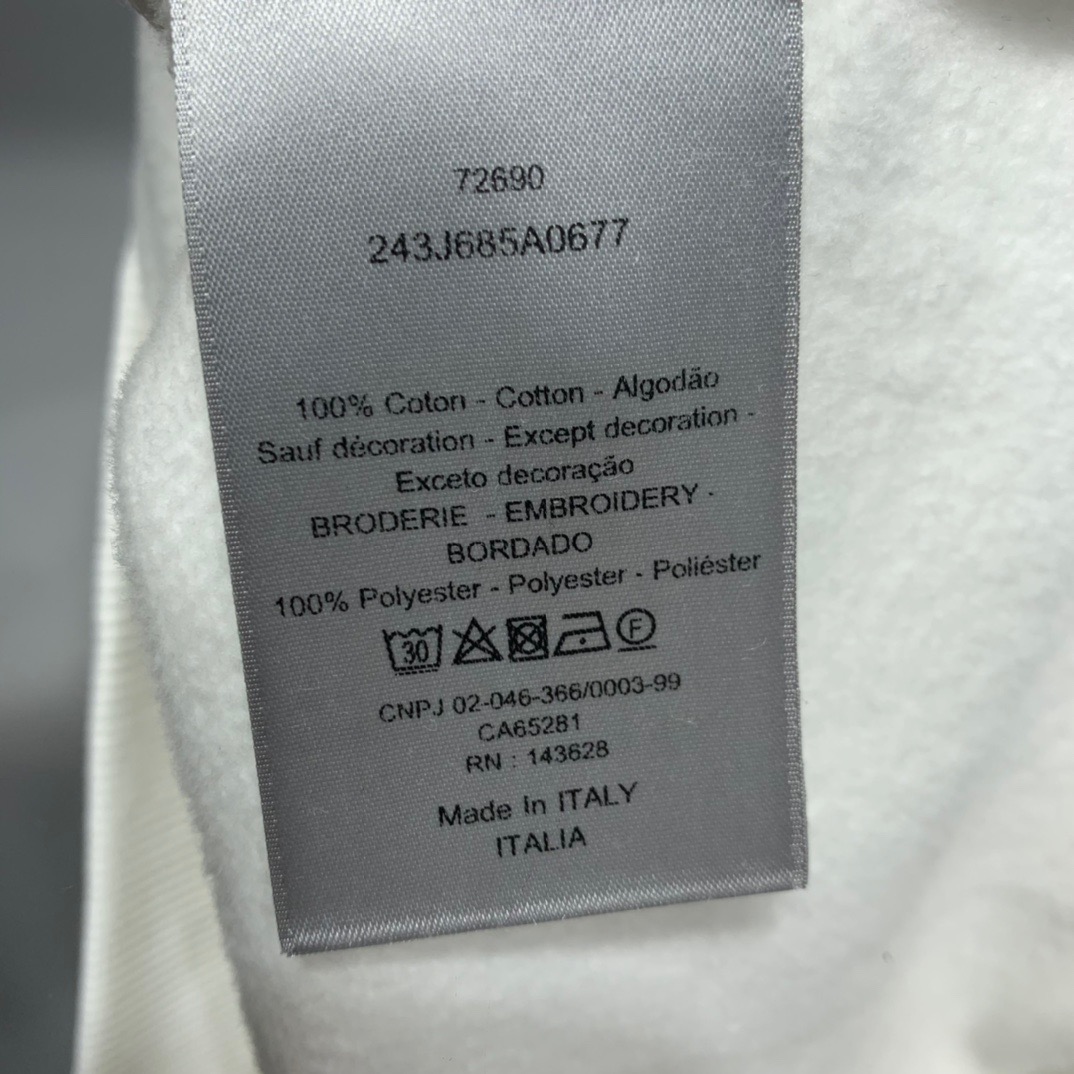 72690
243J685A0677
100% Coton - Cotton - Algodão
Sauf décoration - Except decoration -
Exceto decoração
BRODERIE - EMBROIDERY -
BORDADO
100% Polyester - Polyester - Poliéster
30 F
CNPJ 02-046-366/0003-99
CA65281
RN : 143628
Made In ITALY
ITALIA